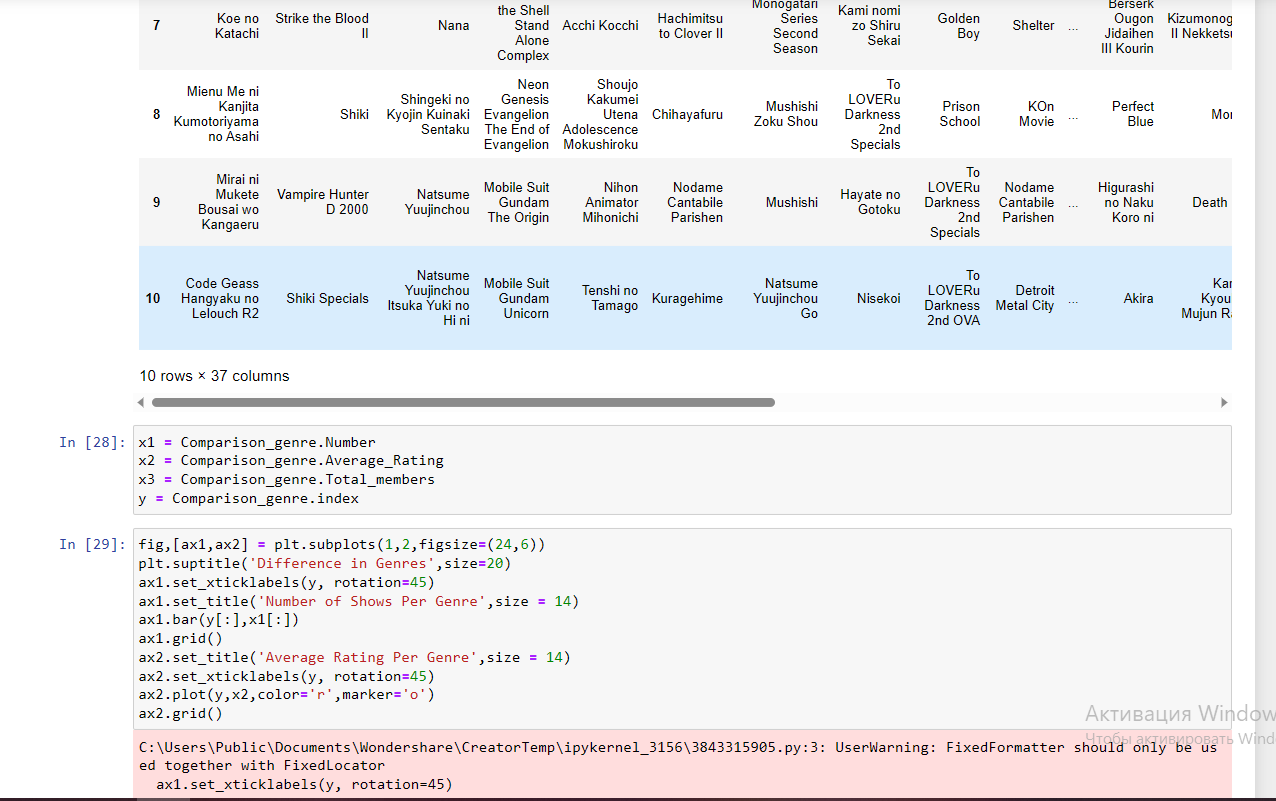 7 Koe no Katachi Strike the Blood II Nana the Shell Stand Alone Complex Acchi Kocchi Hachimitsu to Clover II Monogatari Series Second Season Kami nomi zo Shiru Sekai Golden Boy Shelter ... Berserk Ougon Jidaihen III Kourin Kizumonog II Nekkets
8 Mienu Me ni Kanjita Kumotoriyama no Asahi Shiki Shingeki no Kyojin Kuinaki Sentaku Neon Genesis Evangelion The End of Evangelion Shoujo Kakumei Utena Adolescence Mokushiroku Chihayafuru Mushishi Zoku Shou To LOVERu Darkness 2nd Specials Prison School KOn Movie ... Perfect Blue
9 Mirai ni Mukete Bousai wo Kangaeru Vampire Hunter D 2000 Natsume Yuujinchou Mobile Suit Gundam The Origin Nihon Animator Mihonichi Nodame Cantabile Parishen Mushishi Hayate no Gotoku To LOVERu Darkness 2nd Specials Nodame Cantabile Parishen ... Higurashi no Naku Koro ni Death
10 Code Geass Hangyaku no Lelouch R2 Shiki Specials Natsume Yuujinchou Itsuka Yuki no Hi ni Mobile Suit Gundam Unicorn Tenshi no Tamago Kuragehime Natsume Yuujinchou Go Nisekoi To LOVERu Darkness 2nd OVA Detroit Metal City ... Akira Kyou Mujun
10 rows × 37 columns
In [28]: x1 = Comparison_genre.Number
x2 = Comparison_genre.Average_Rating
x3 = Comparison_genre.Total_members
y = Comparison_genre.index
In [29]: fig,[ax1,ax2] = plt.subplots(1,2,figsize=(24,6))
plt.suptitle('Difference in Genres',size=20)
ax1.set_xticklabels(y, rotation=45)
ax1.set_title('Number of Shows Per Genre',size = 14)
ax1.bar(y[:],x1[:])
ax1.grid()
ax2.set_title('Average Rating Per Genre',size = 14)
ax2.set_xticklabels(y, rotation=45)
ax2.plot(y,x2,color='r',marker='o')
ax2.grid()
Активация Window
C:\Users\Public\Documents\Wondershare\CreatorTemp\ipykernel_3156\3843315905.py:3: UserWarning: FixedFormatter should only be us
Чтобы активировать Wind
ed together with FixedLocator
ax1.set_xticklabels(y, rotation=45)